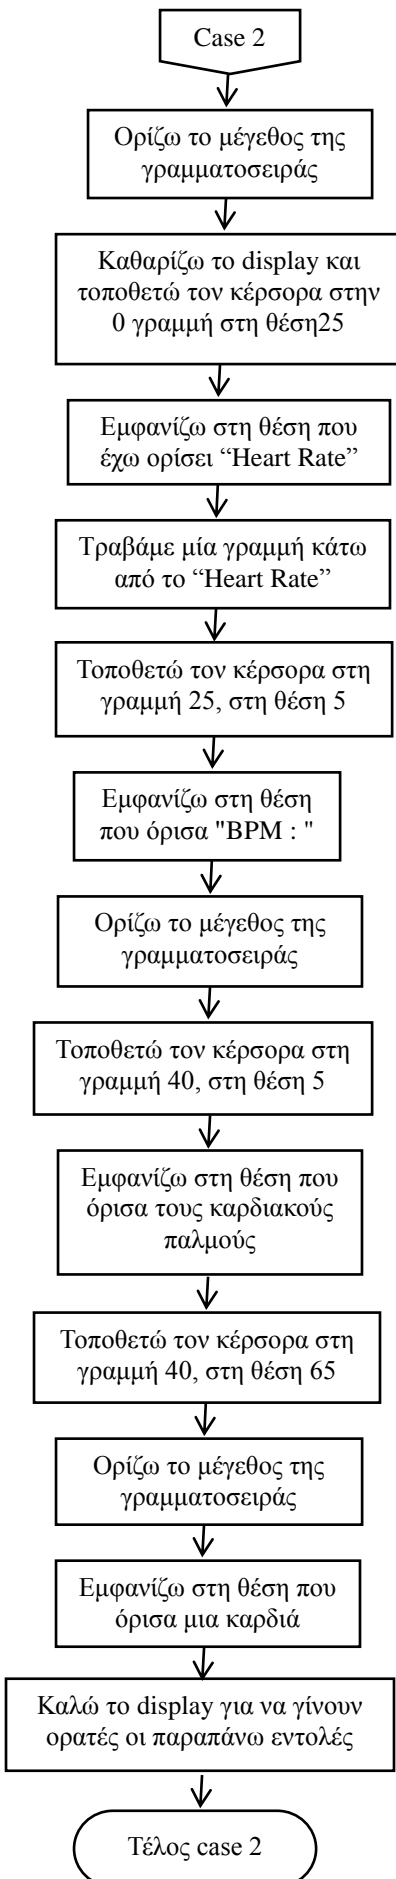 Case 2
Ορίζω το μέγεθος της
γραμματοσειράς
Καθαρίζω το display και
τοποθετώ τον κέρσορα στην
0 γραμμή στη θέση25
Εμφανίζω στη θέση που
έχω ορίσει “Heart Rate”
Τραβάμε μία γραμμή κάτω
από το “Heart Rate”
Τοποθετώ τον κέρσορα στη
γραμμή 25, στη θέση 5
Εμφανίζω στη θέση
που όρισα "BPM : "
Ορίζω το μέγεθος της
γραμματοσειράς
Τοποθετώ τον κέρσορα στη
γραμμή 40, στη θέση 5
Εμφανίζω στη θέση που
όρισα τους καρδιακούς
παλμούς
Τοποθετώ τον κέρσορα στη
γραμμή 40, στη θέση 65
Ορίζω το μέγεθος της
γραμματοσειράς
Εμφανίζω στη θέση που
όρισα μια καρδιά
Καλώ το display για να γίνουν
ορατές οι παραπάνω εντολές
Τέλος case 2